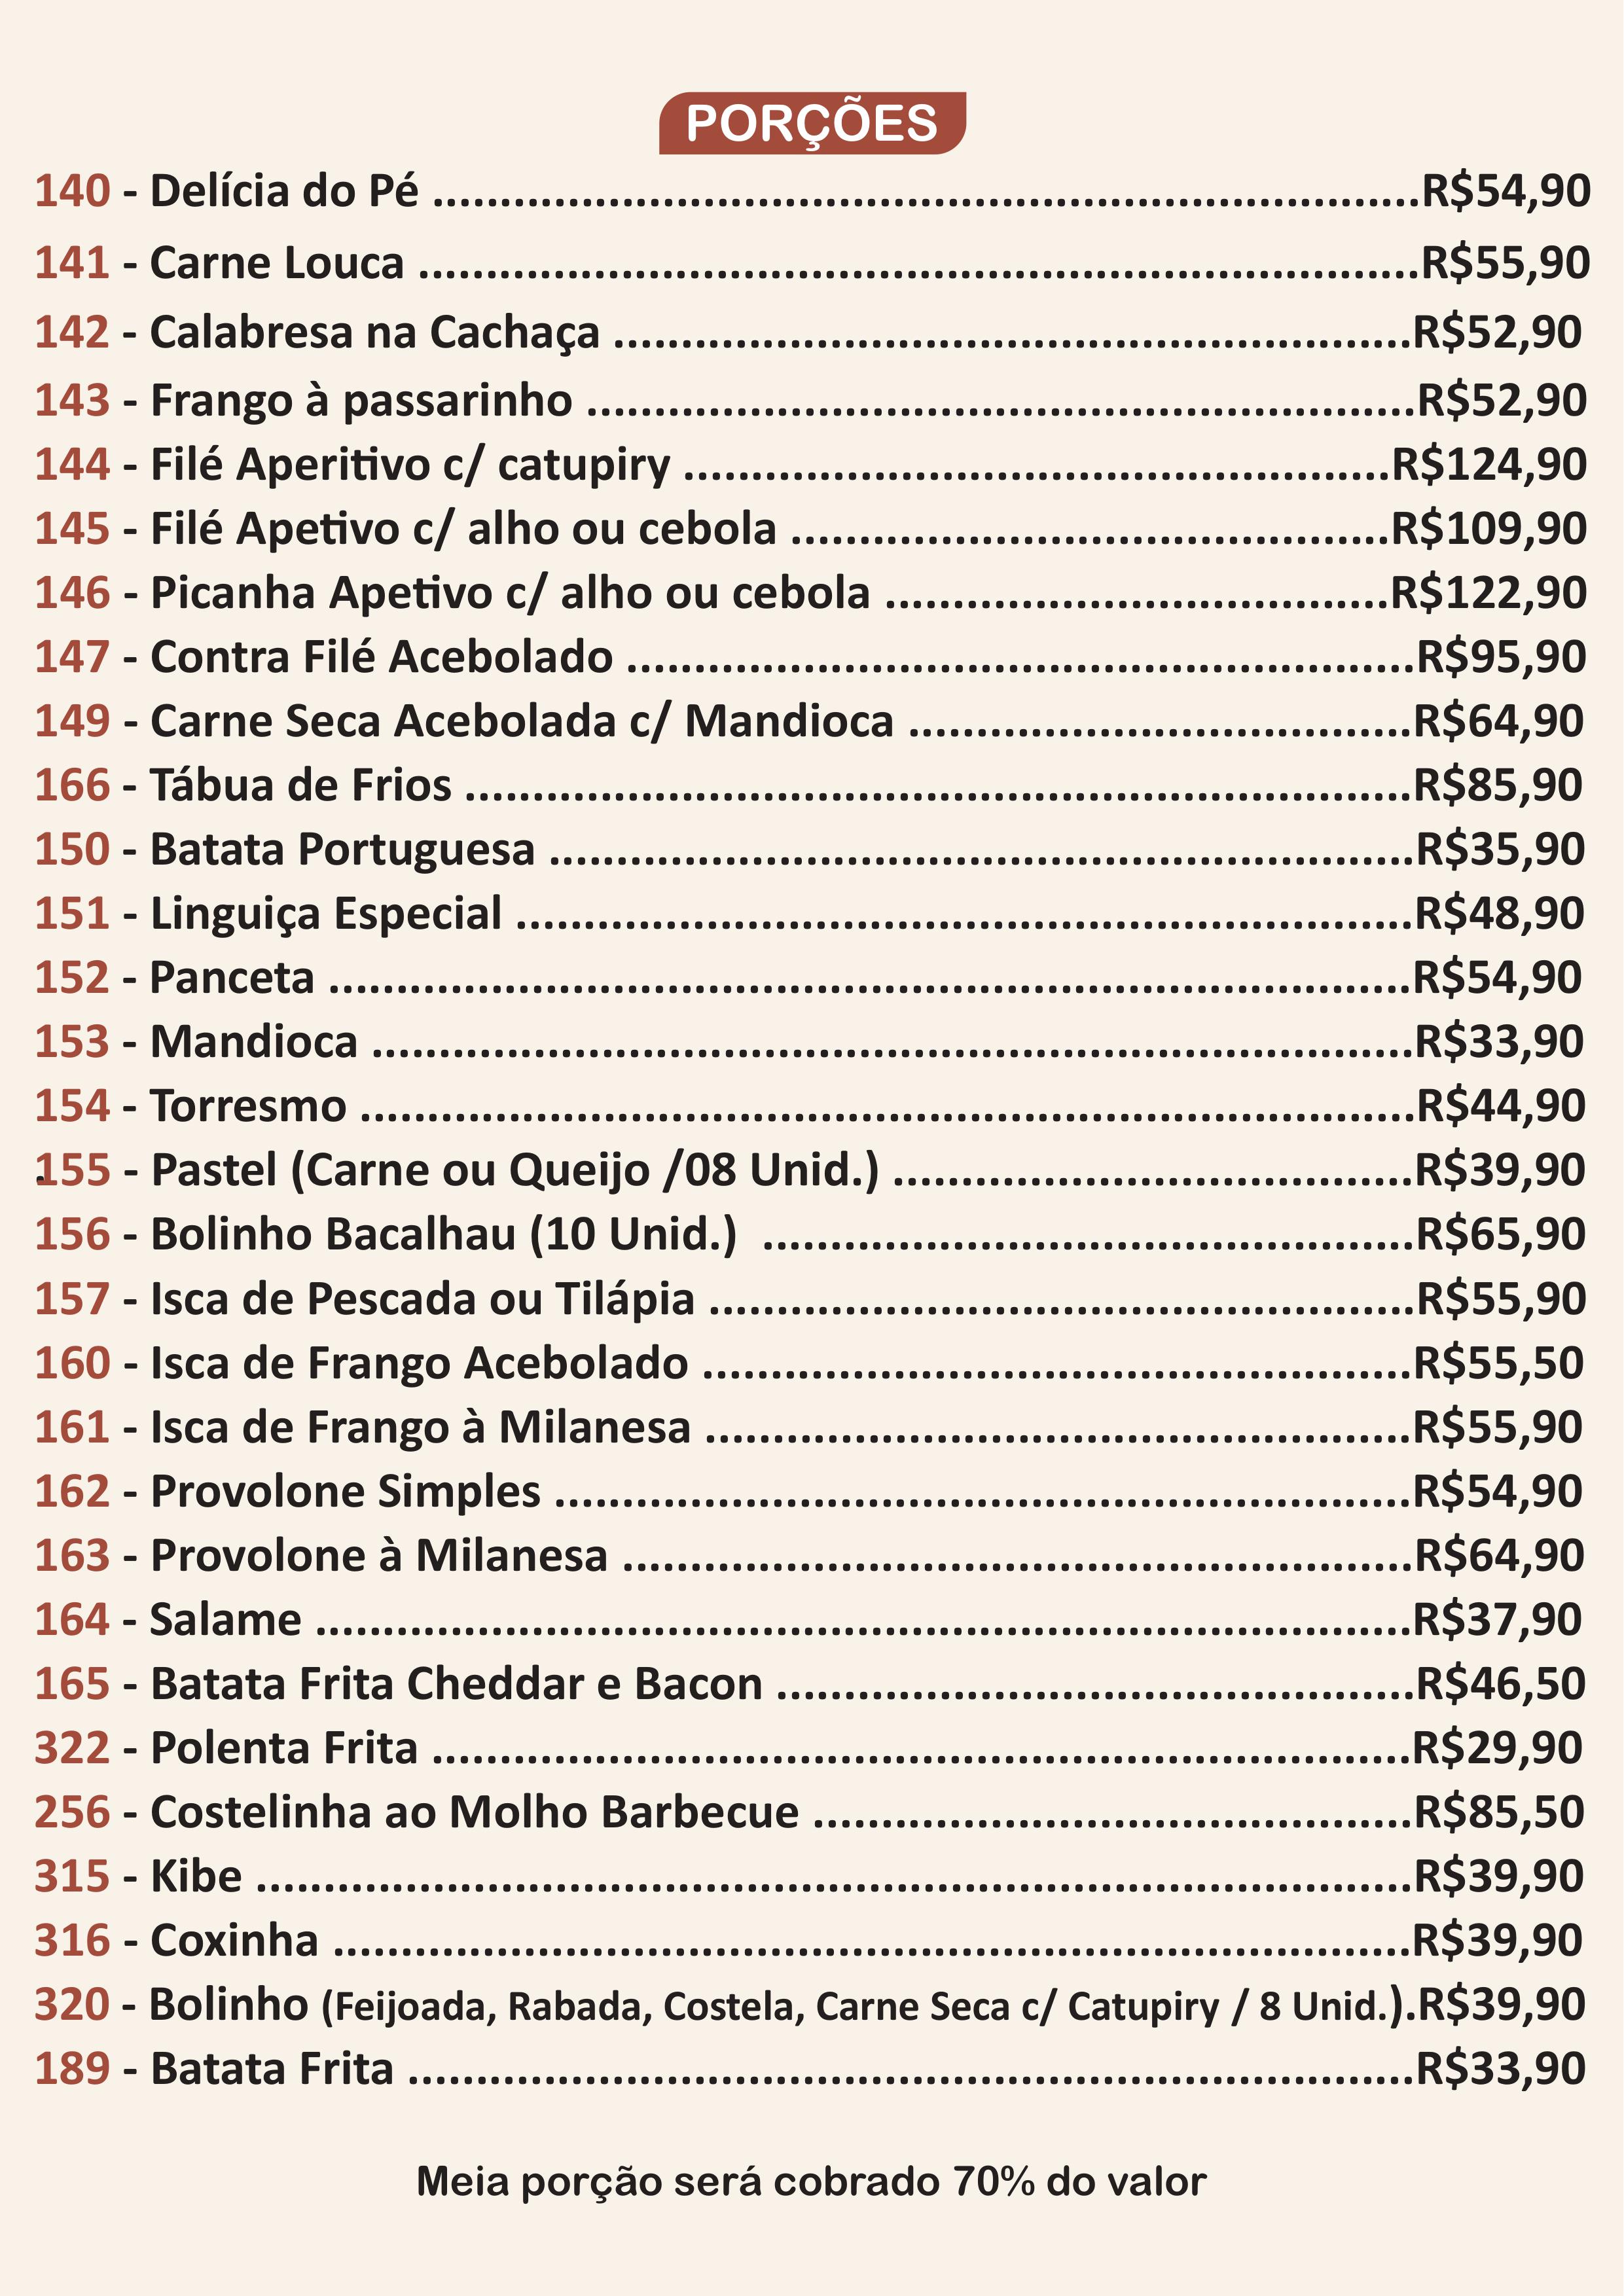 PORÇÕES
140 - Delícia do Pé ........................................................................R$54,90
141 - Carne Louca .........................................................................R$55,90
142 - Calabresa na Cachaça ..........................................................R$52,90
143 - Frango à passarinho ............................................................R$52,90
144 - Filé Aperitivo c/ catupiry ...................................................R$124,90
145 - Filé Apetivo c/ alho ou cebola ...........................................R$109,90
146 - Picanha Apetivo c/ alho ou cebola ....................................R$122,90
147 - Contra Filé Acebolado .........................................................R$95,90
149 - Carne Seca Acebolada c/ Mandioca ....................................R$64,90
166 - Tábua de Frios .....................................................................R$85,90
150 - Batata Portuguesa ...............................................................R$35,90
151 - Linguiça Especial .................................................................R$48,90
152 - Panceta ...............................................................................R$54,90
153 - Mandioca ............................................................................R$33,90
154 - Torresmo .............................................................................R$44,90
155 - Pastel (Carne ou Queijo /08 Unid.) ......................................R$39,90
156 - Bolinho Bacalhau (10 Unid.) ................................................R$65,90
157 - Isca de Pescada ou Tilápia ...................................................R$55,90
160 - Isca de Frango Acebolado ....................................................R$55,50
161 - Isca de Frango à Milanesa ...................................................R$55,90
162 - Provolone Simples ..............................................................R$54,90
163 - Provolone à Milanesa ..........................................................R$64,90
164 - Salame ................................................................................R$37,90
165 - Batata Frita Cheddar e Bacon ..............................................R$46,50
322 - Polenta Frita .......................................................................R$29,90
256 - Costelinha ao Molho Barbecue ............................................R$85,50
315 - Kibe ....................................................................................R$39,90
316 - Coxinha ...............................................................................R$39,90
320 - Bolinho (Feijoada, Rabada, Costela, Carne Seca c/ Catupiry / 8 Unid.).R$39,90
189 - Batata Frita .........................................................................R$33,90
Meia porção será cobrado 70% do valor